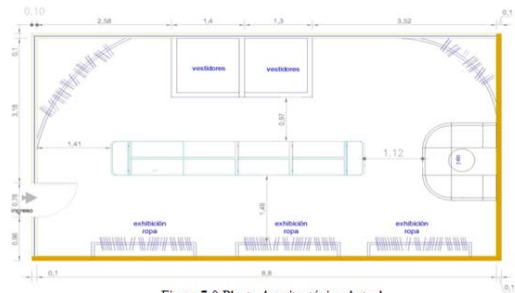 0,10
2,58
1,4
1,3
3,52
0,1
0,1
vestidores
vestidores
3,18
0,97
1,41
1.12
0,78
ingreso
1,48
0,98
exhibición
ropa
exhibición
ropa
exhibición
ropa
0,1
8,8
0,1